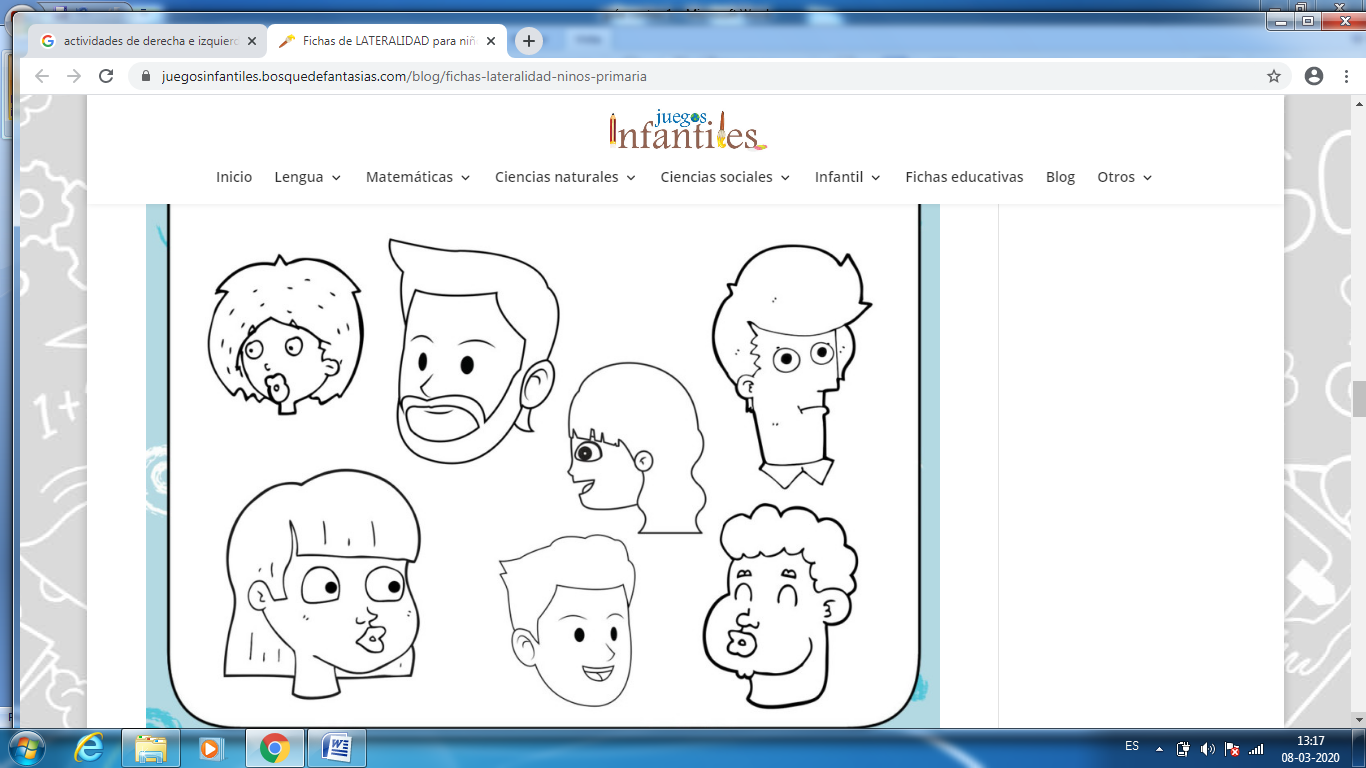 actividades de derecha e izquierd
Fichas de LATERALIDAD para niñ
juegosinfantiles.bosquedefantasias.com/blog/fichas-lateralidad-ninos-primaria
juegos
infantiles
Inicio Lengua Matemáticas Ciencias naturales Ciencias sociales Infantil Fichas educativas Blog Otros
1+
ES
13:17
08-03-2020